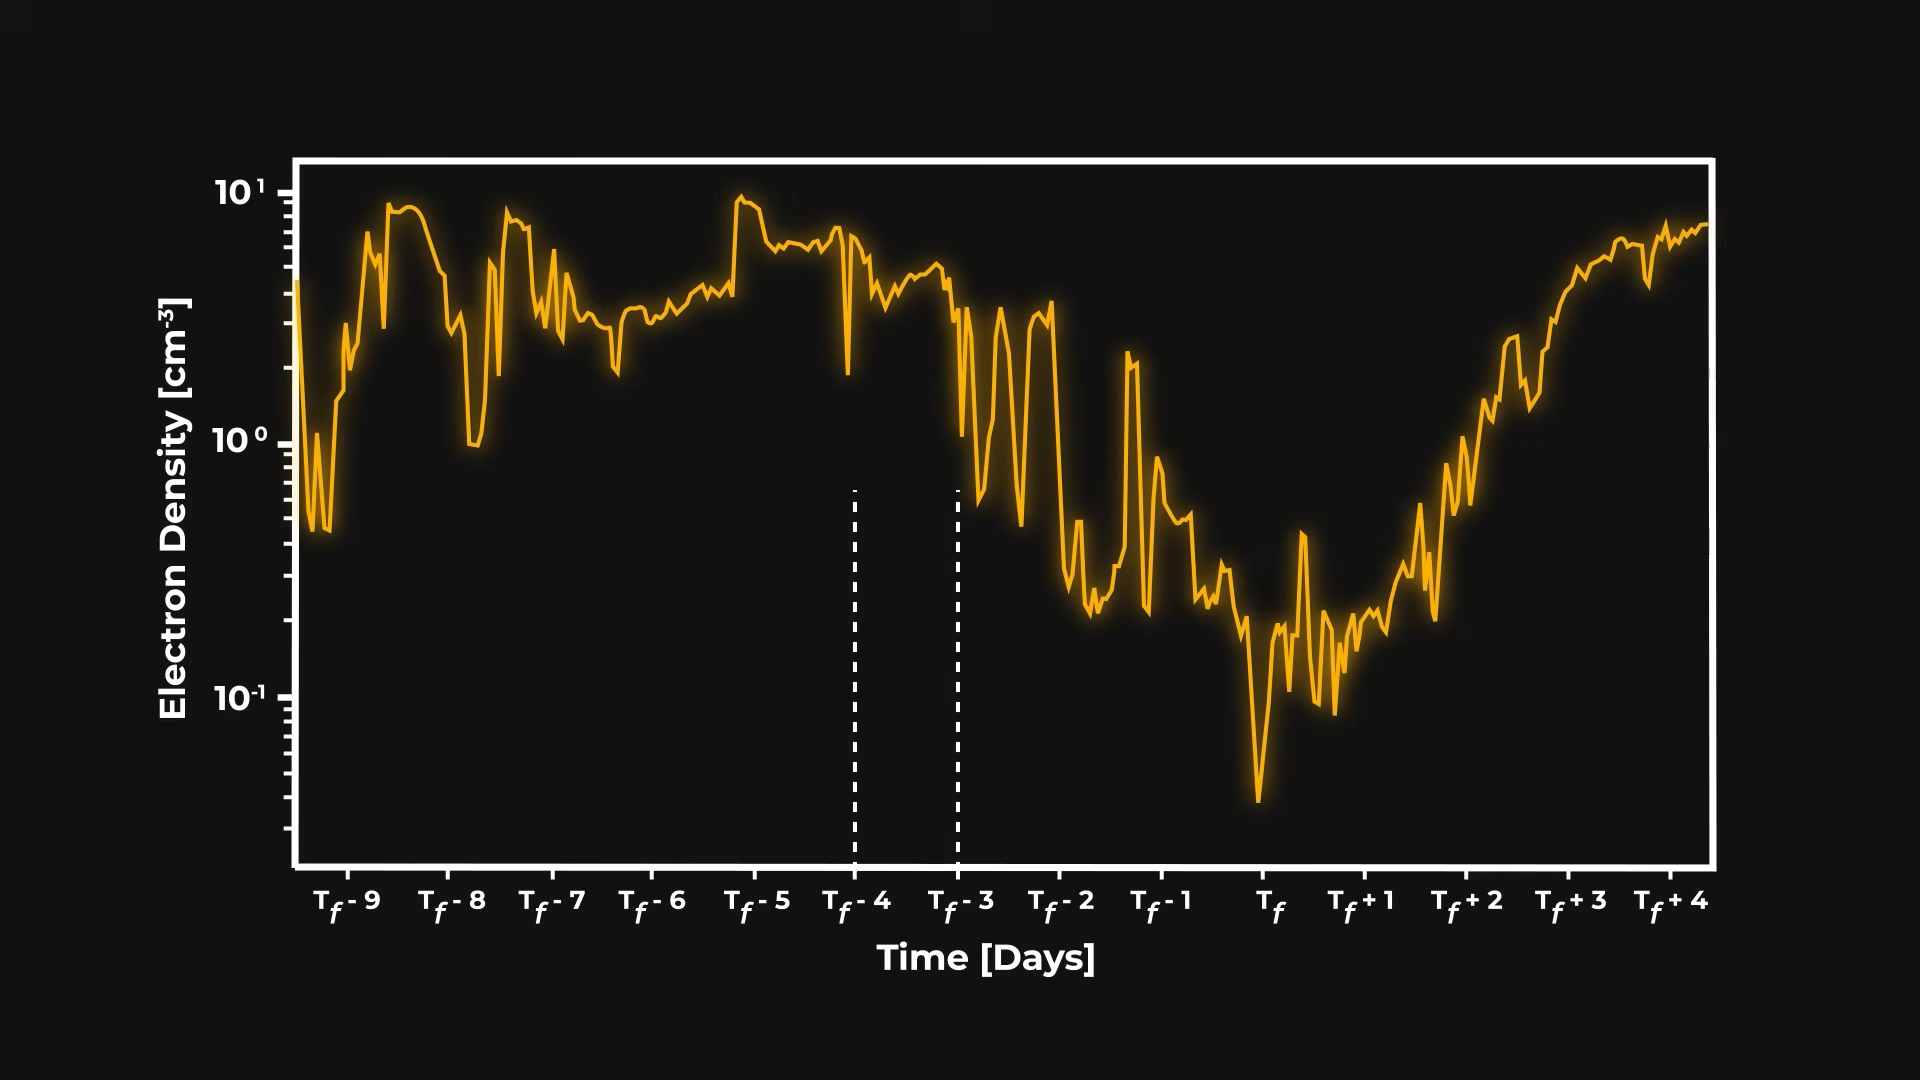 Electron Density [cm⁻³]
10¹
10⁰
10⁻¹
T𝑓 - 9 T𝑓 - 8 T𝑓 - 7 T𝑓 - 6 T𝑓 - 5 T𝑓 - 4 T𝑓 - 3 T𝑓 - 2 T𝑓 - 1 T𝑓 T𝑓 + 1 T𝑓 + 2 T𝑓 + 3 T𝑓 + 4
Time [Days]